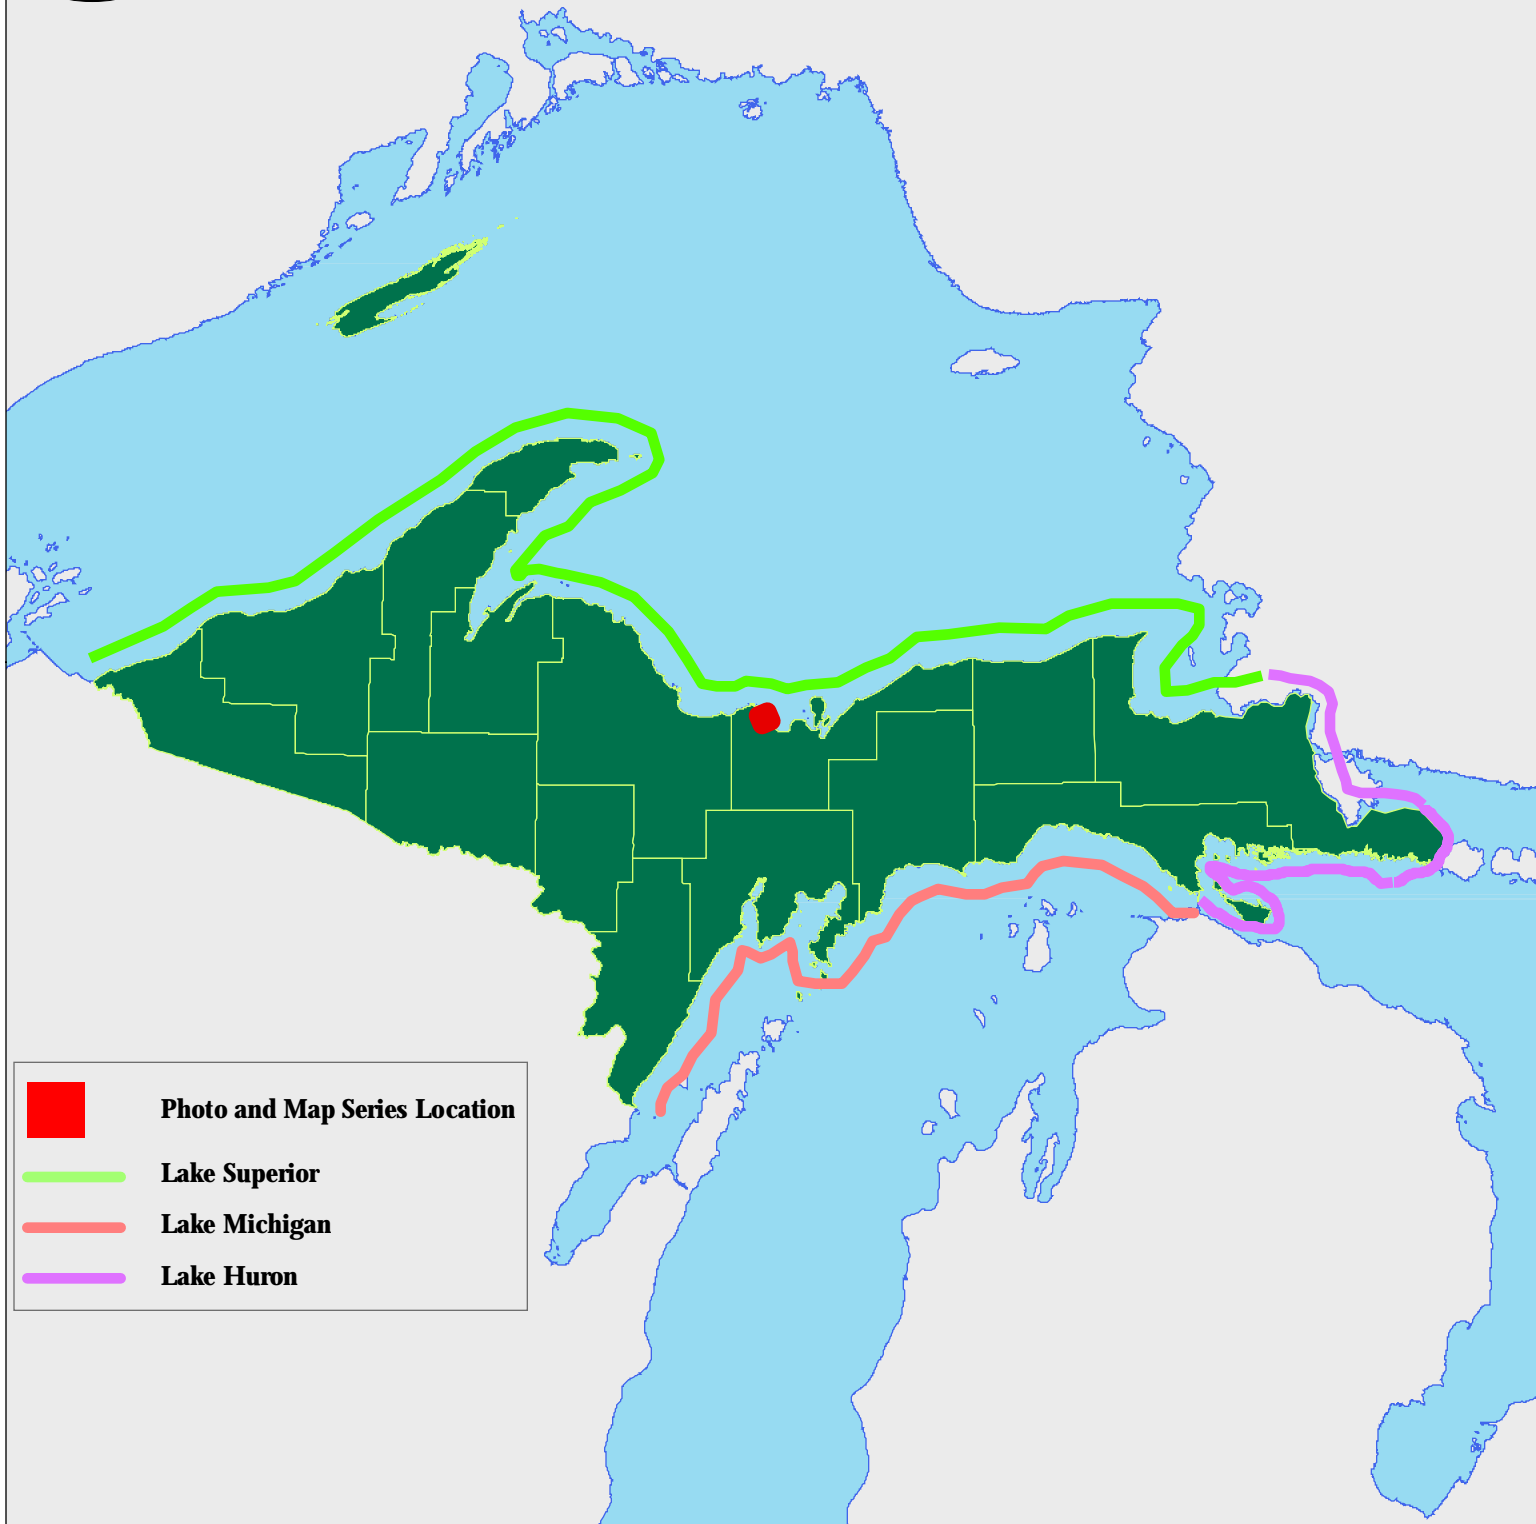 Photo and Map Series Location
Lake Superior
Lake Michigan
Lake Huron